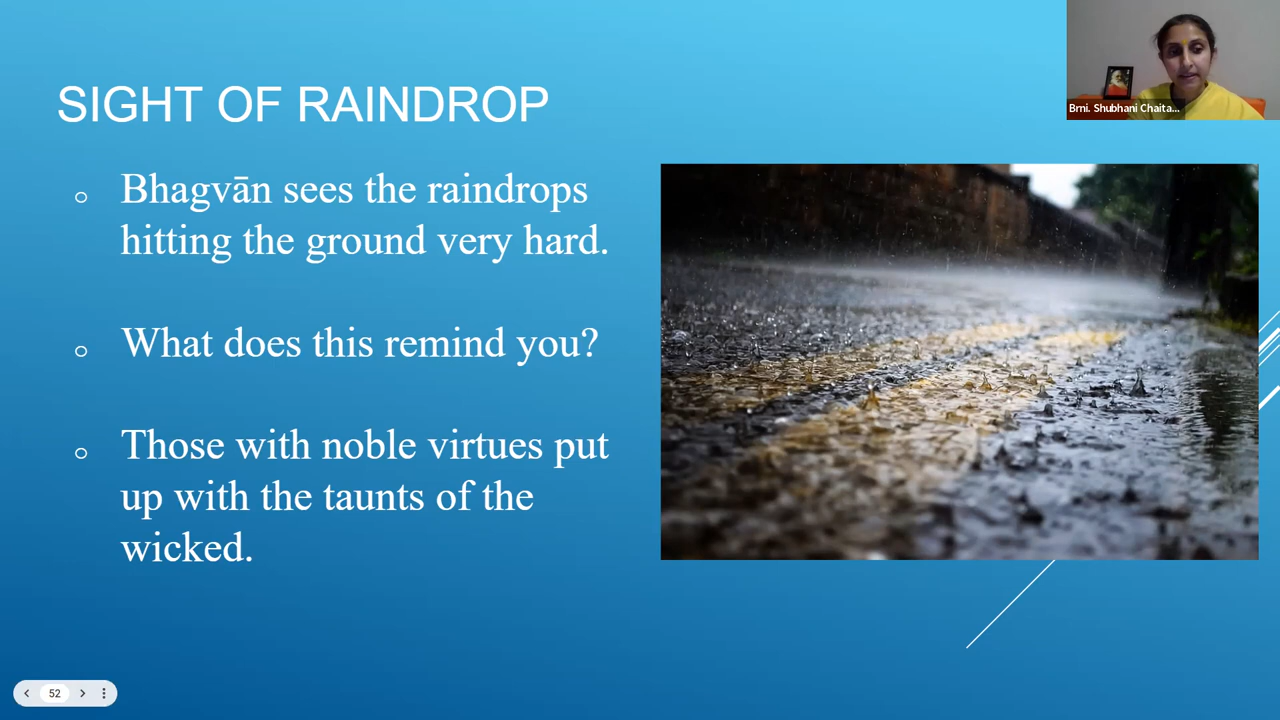 SIGHT OF RAINDROP
Brni. Shubhani Chaita...
Bhagvān sees the raindrops
hitting the ground very hard.
What does this remind you?
Those with noble virtues put
up with the taunts of the
wicked.
52